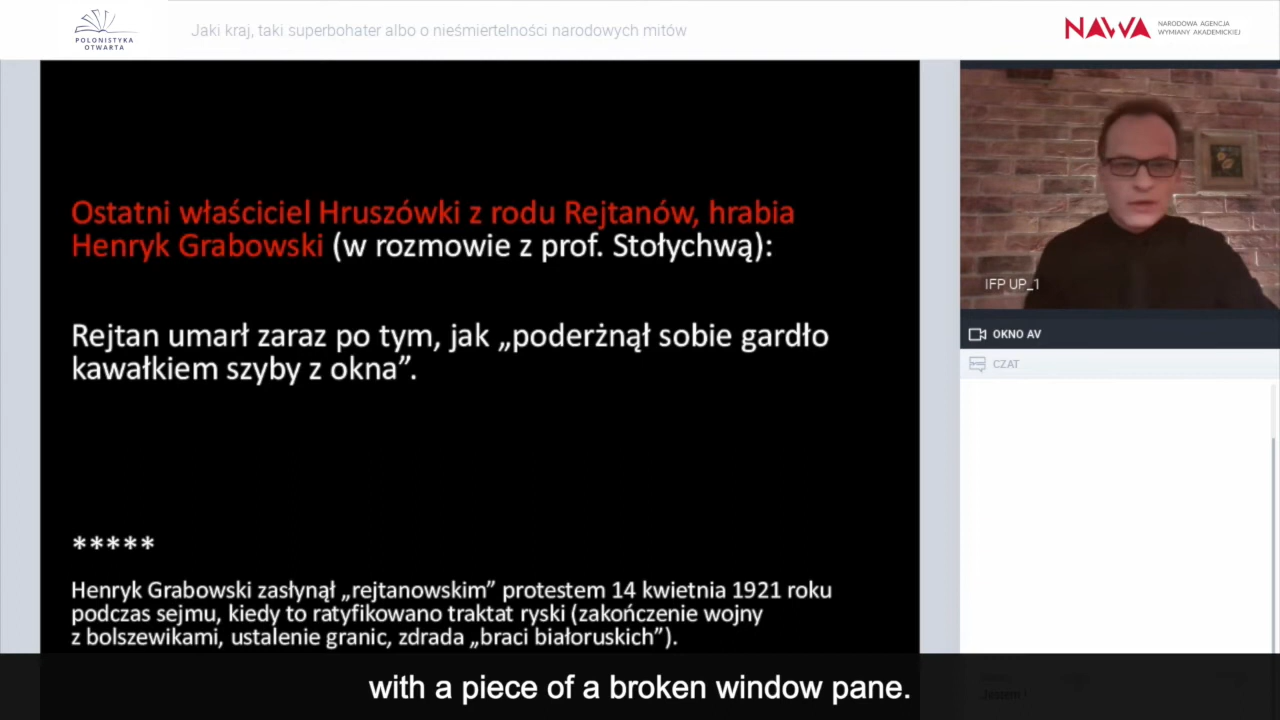 POLONISTYKA
OTWARTA
Jaki kraj, taki superbohater albo o nieśmiertelności narodowych mitów
NAWA
NARODOWA AGENCJA
WYMIANY AKADEMICKIEJ
Ostatni właściciel Hruszówki z rodu Rejtanów, hrabia
Henryk Grabowski (w rozmowie z prof. Stołychwą):
Rejtan umarł zaraz po tym, jak „poderżnął sobie gardło
kawałkiem szyby z okna”.
*****
Henryk Grabowski zasłynął „rejtanowskim” protestem 14 kwietnia 1921 roku
podczas sejmu, kiedy to ratyfikowano traktat ryski (zakończenie wojny
z bolszewikami, ustalenie granic, zdrada „braci białoruskich”).
IFP UP_1
OKNO AV
CZAT
with a piece of a broken window pane.